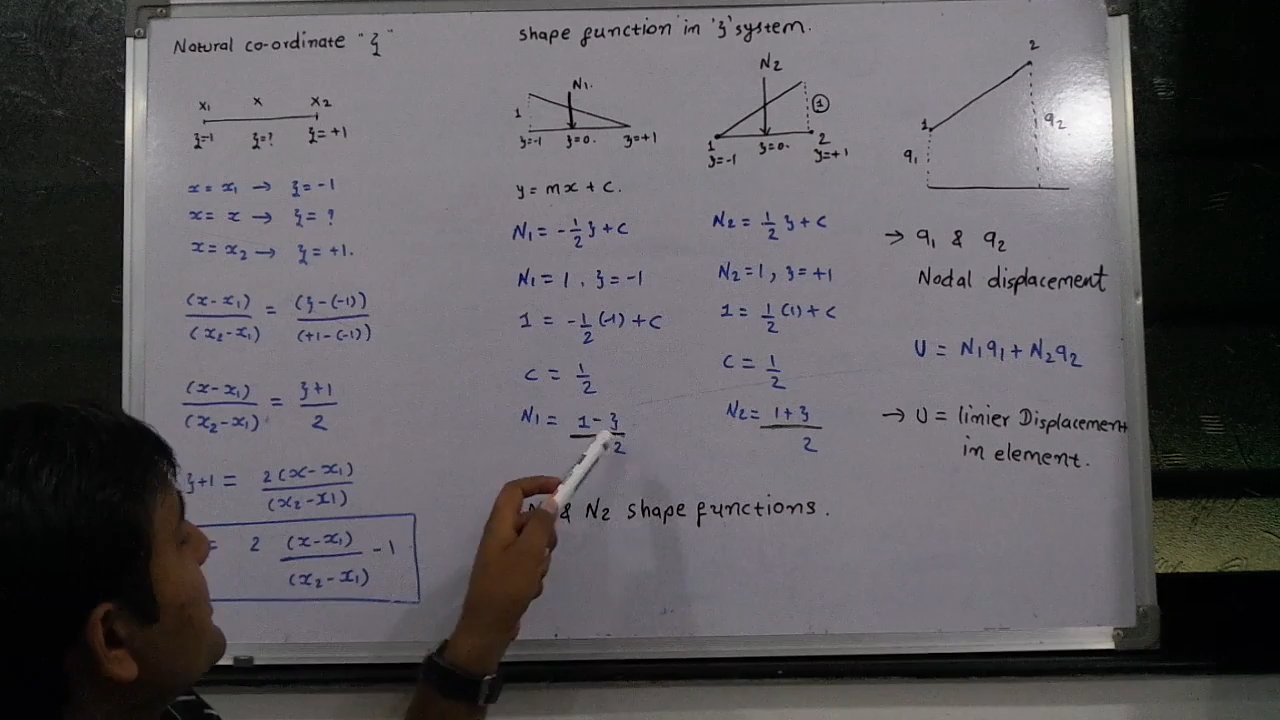 Natural co-ordinate "ξ"
x₁ x x₂
ξ=1 ξ=? ξ=+1
x = x₁ → ξ = -1
x = x → ξ = ?
x = x₂ → ξ = +1.
(x-x₁)/(x₂-x₁) = (ξ-(-1))/(+1-(-1))
(x-x₁)/(x₂-x₁) = ξ+1/2
ξ+1 = 2(x-x₁)/(x₂-x1)
= 2 (x-x₁)/(x₂-x₁) -1
shape function in 'ξ' system.
N₁.
1
ξ=-1 ξ=0. ξ=+1
y = mx + c.
N₁ = -1/2 ξ + c
N₁ = 1 . ξ = -1
1 = -1/2 (-1) + c
c = 1/2
N₁ = 1-ξ/2
N2
1
1 2
ξ=-1 ξ=0. ξ=+1
N₂ = 1/2 ξ + c
N₂=1, ξ=+1
1 = 1/2 (1) + c
c = 1/2
N₂ = 1+ξ/2
& N2 shape functions.
2
1
q₁ q₂
→ q₁ & q₂
Nodal displacement
U = N₁q₁ + N₂q₂
→ U = linier Displacement
in element.